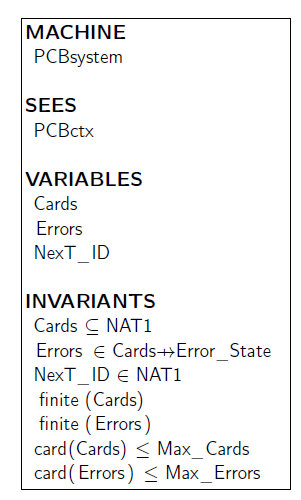 MACHINE
PCBsystem
SEES
PCBctx
VARIABLES
Cards
Errors
NexT_ID
INVARIANTS
Cards ⊆ NAT1
Errors ∈ Cards⇸Error_State
NexT_ID ∈ NAT1
finite (Cards)
finite (Errors)
card(Cards) ≤ Max_Cards
card(Errors) ≤ Max_Errors